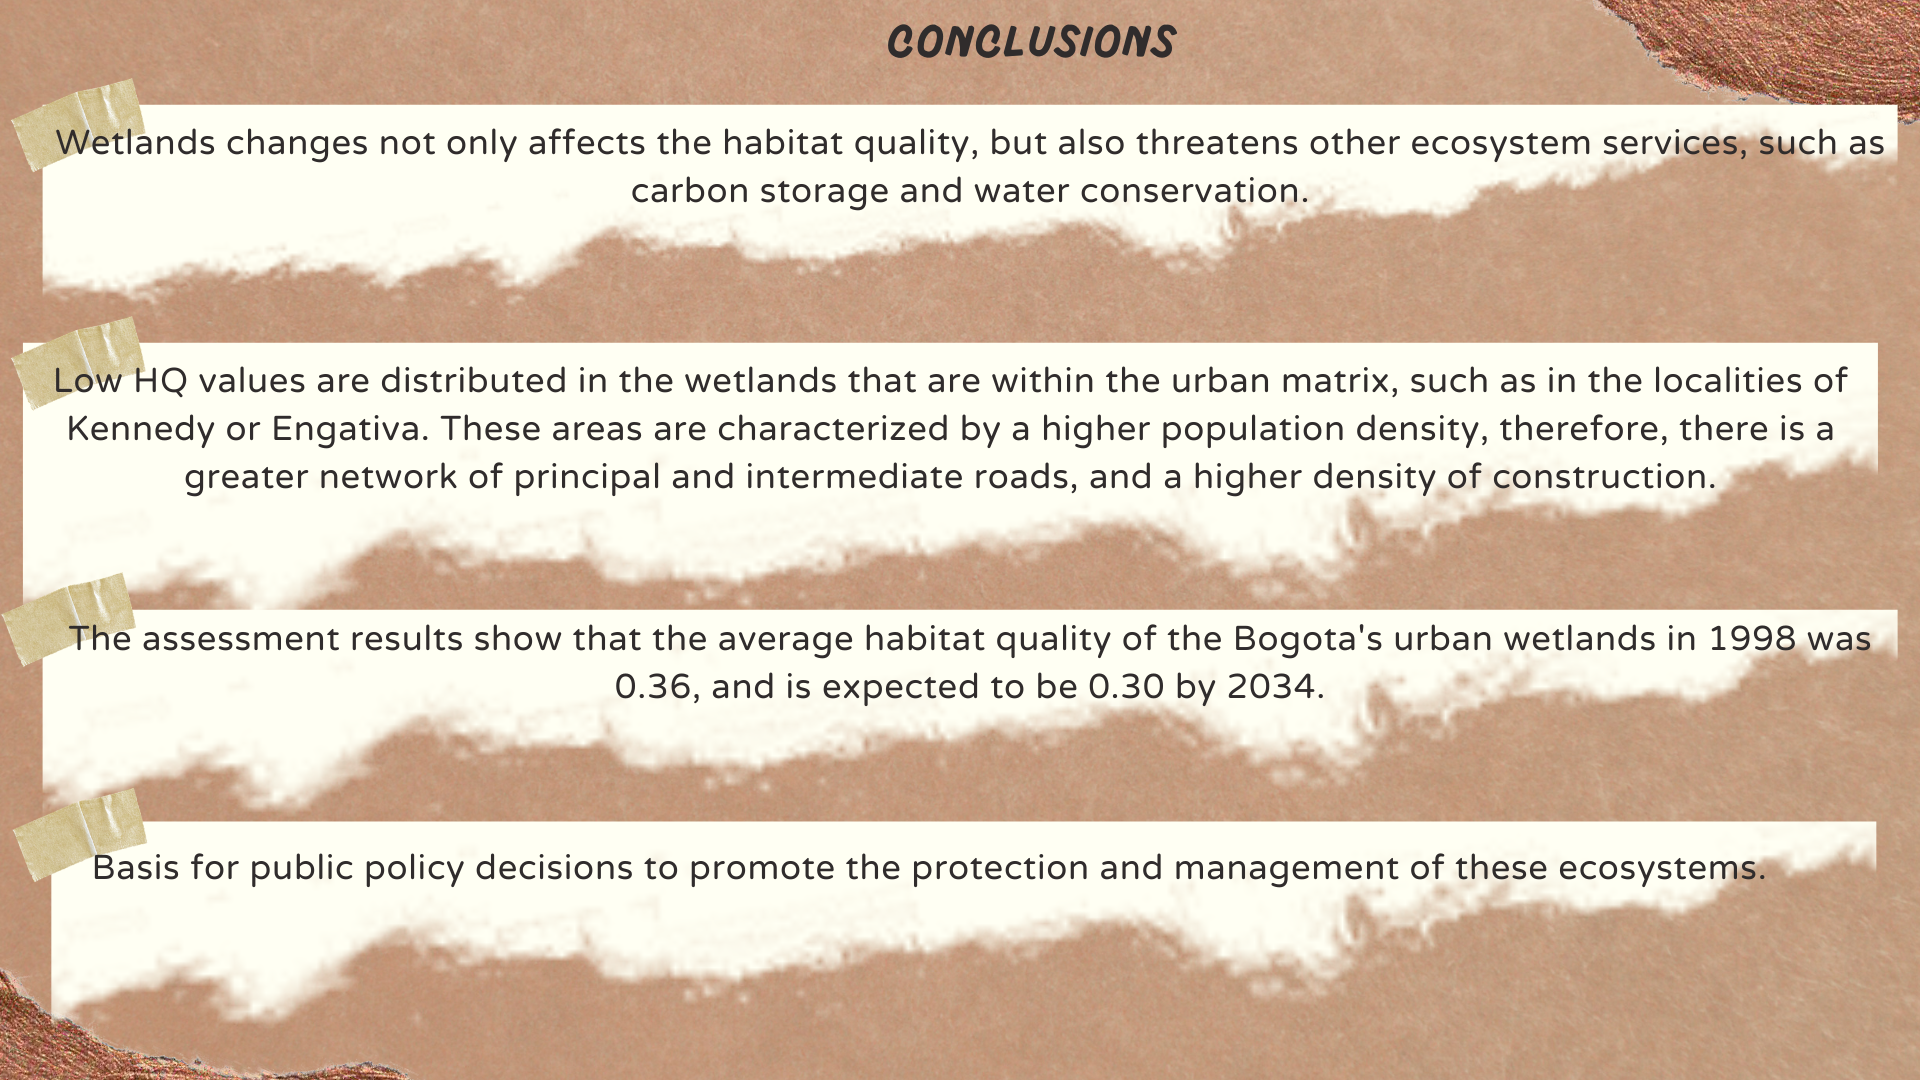 CONCLUSIONS
Wetlands changes not only affects the habitat quality, but also threatens other ecosystem services, such as
carbon storage and water conservation.
Low HQ values are distributed in the wetlands that are within the urban matrix, such as in the localities of
Kennedy or Engativa. These areas are characterized by a higher population density, therefore, there is a
greater network of principal and intermediate roads, and a higher density of construction.
The assessment results show that the average habitat quality of the Bogota's urban wetlands in 1998 was
0.36, and is expected to be 0.30 by 2034.
Basis for public policy decisions to promote the protection and management of these ecosystems.